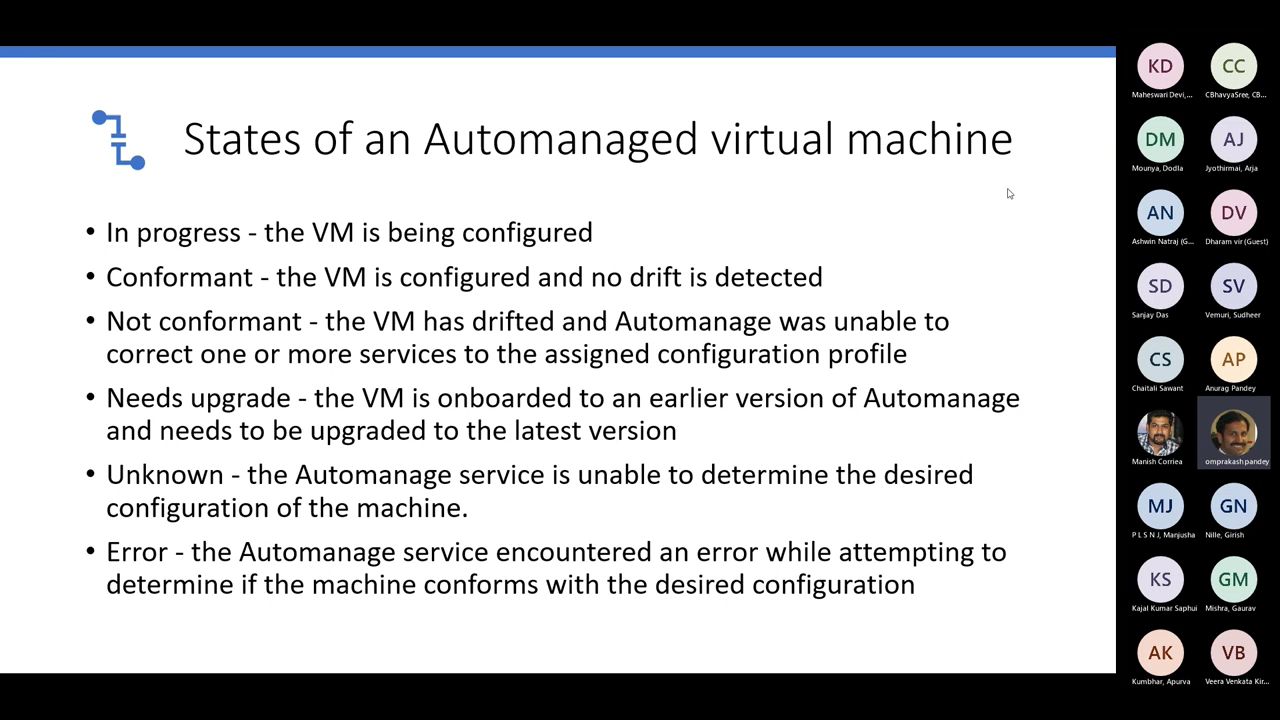 States of an Automanaged virtual machine
• In progress - the VM is being configured
• Conformant - the VM is configured and no drift is detected
• Not conformant - the VM has drifted and Automanage was unable to
correct one or more services to the assigned configuration profile
• Needs upgrade - the VM is onboarded to an earlier version of Automanage
and needs to be upgraded to the latest version
• Unknown - the Automanage service is unable to determine the desired
configuration of the machine.
• Error - the Automanage service encountered an error while attempting to
determine if the machine conforms with the desired configuration
KD CC
Maheswari Devi,... CBhavyaSree, CB...
DM AJ
Mounya, Dodla Jyothirmai, Arja
AN DV
Ashwin Natraj (G... Dharam vir (Guest)
SD SV
Sanjay Das Vemuri, Sudheer
CS AP
Chaitali Sawant Anurag Pandey
Manish Corriea omprakash pandey
MJ GN
P L S N J, Manjusha Nille, Girish
KS GM
Kajal Kumar Saphui Mishra, Gaurav
AK VB
Kumbhar, Apurva Veera Venkata Kir...